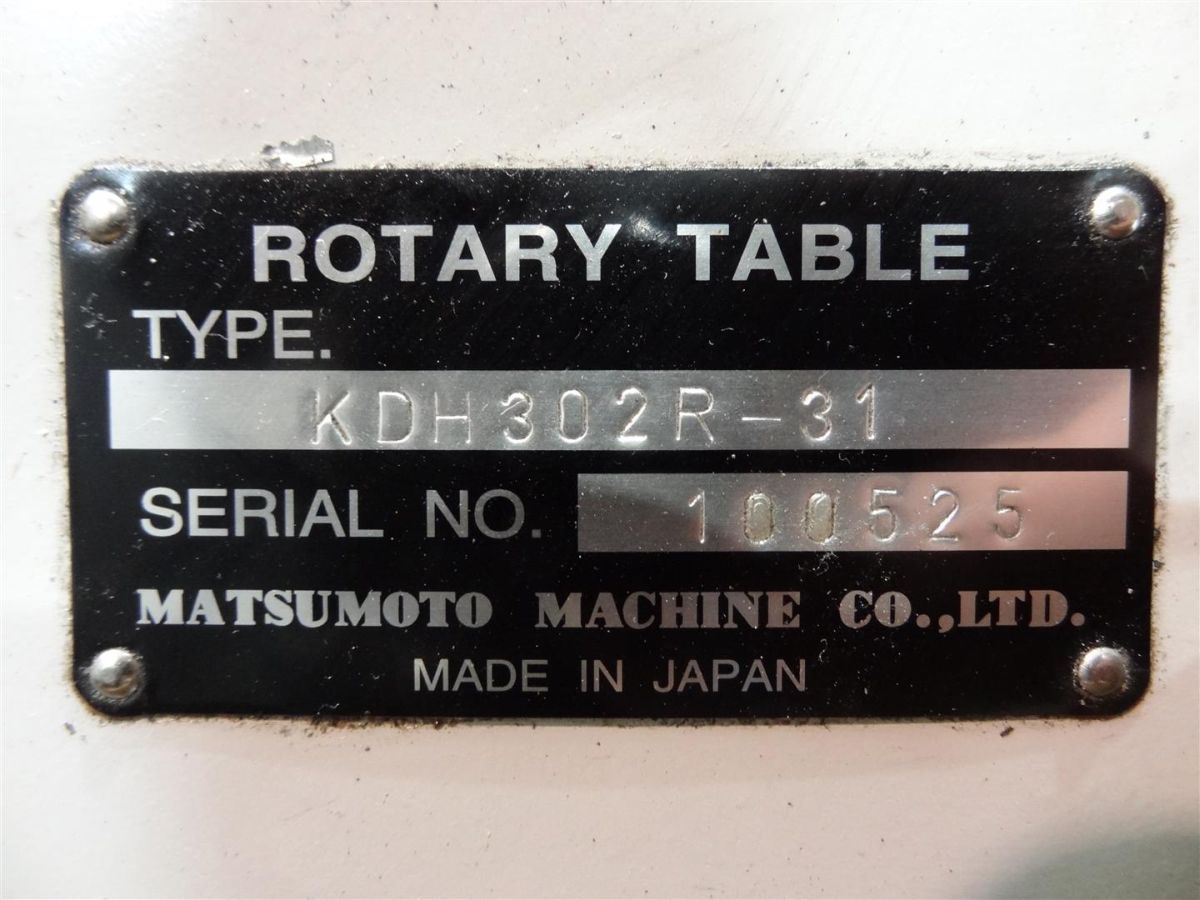 ROTARY TABLE
TYPE.
KDH302R-31
SERIAL NO. 100525
MATSUMOTO MACHINE CO.,LTD.
MADE IN JAPAN